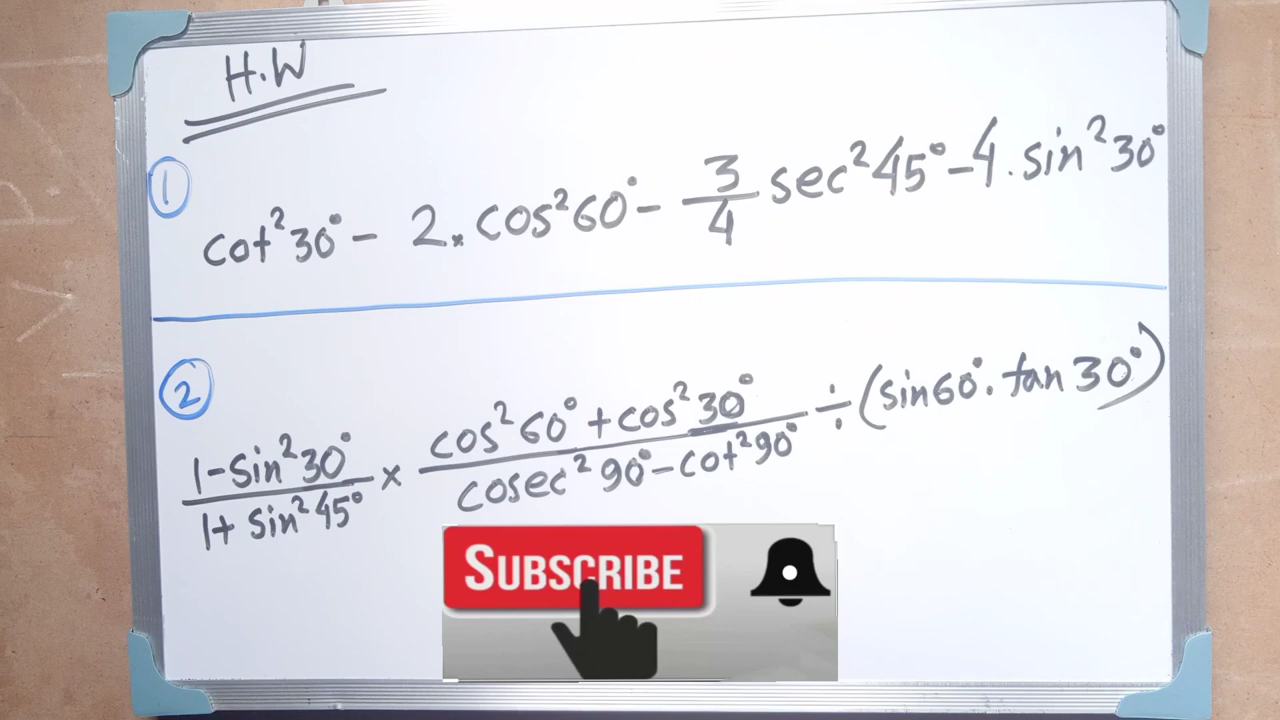 H.W
① cot²30° - 2. cos²60° - 3/4 sec²45° - 4. sin²30°
② 1-sin²30°/1+ sin²45° × cos²60° + cos²30°/cosec²90° - cot²90° ÷ (sin60°. tan 30°)
SUBSCRIBE